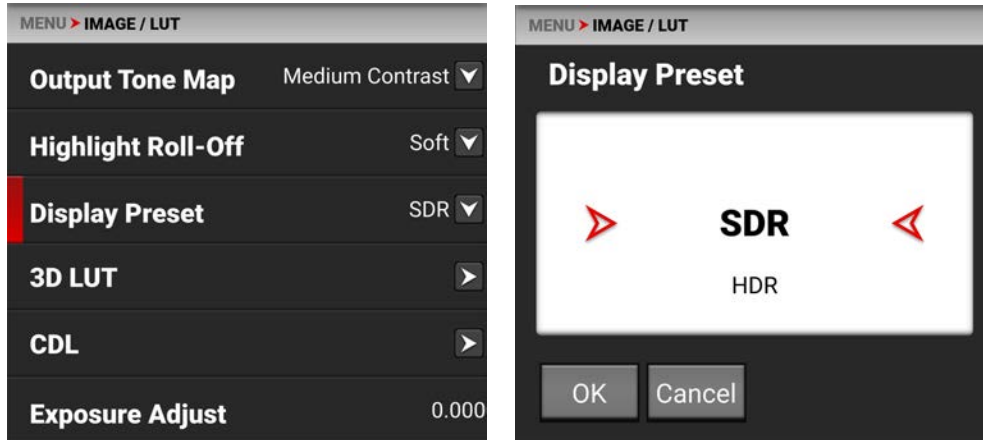 MENU > IMAGE / LUT
Output Tone Map Medium Contrast
Highlight Roll-Off Soft
Display Preset SDR
3D LUT
CDL
Exposure Adjust 0.000
MENU > IMAGE / LUT
Display Preset
SDR
HDR
OK Cancel